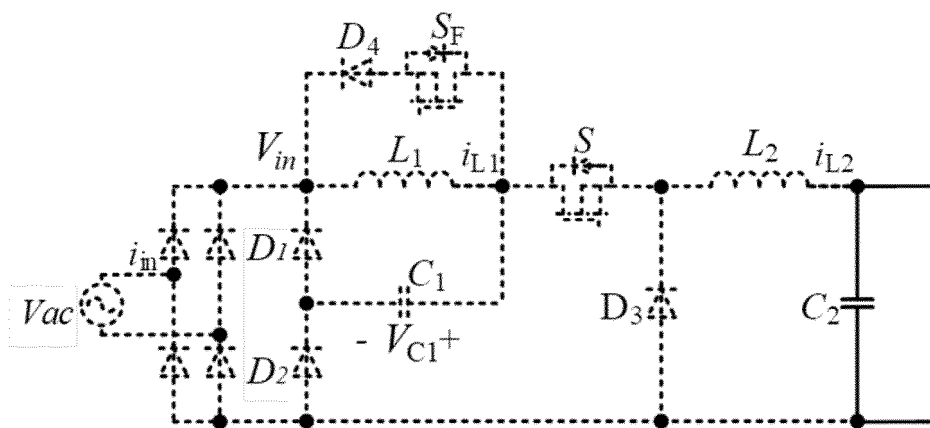 D4
SF
Vin
L1
iL1
S
L2
iL2
iin
D1
C1
Vac
D3
C2
- VC1+
D2